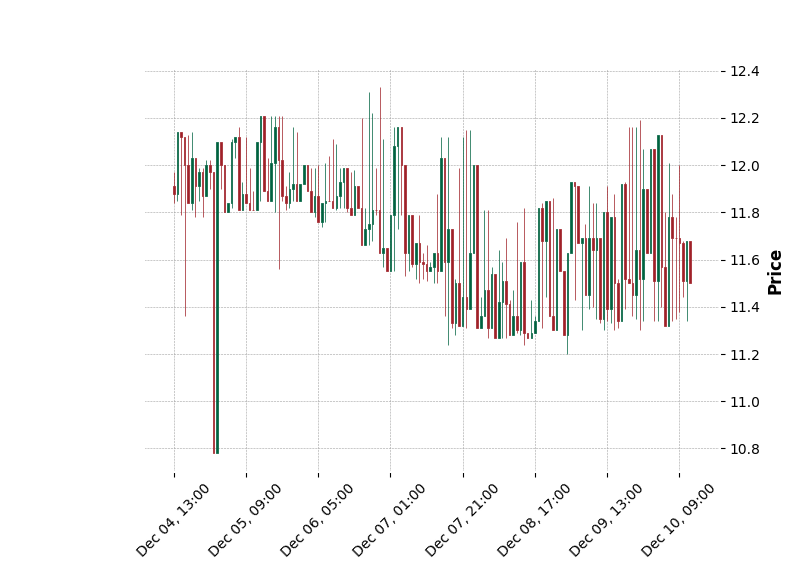 12.4
12.2
12.0
11.8
11.6
11.4
11.2
11.0
10.8
Price
Dec 04, 13:00
Dec 05, 09:00
Dec 06, 05:00
Dec 07, 01:00
Dec 07, 21:00
Dec 08, 17:00
Dec 09, 13:00
Dec 10, 09:00